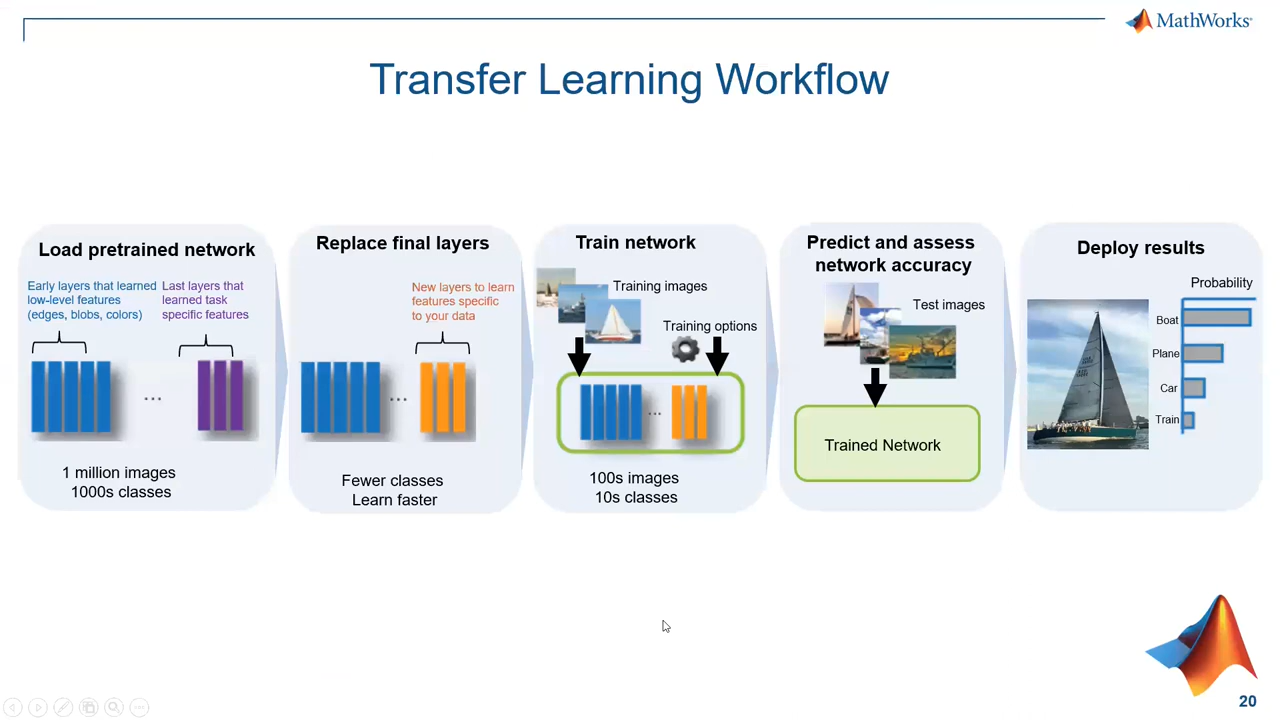 MathWorks®
Transfer Learning Workflow
Load pretrained network
Early layers that learned
low-level features
(edges, blobs, colors)
Last layers that
learned task
specific features
...
1 million images
1000s classes
Replace final layers
New layers to learn
features specific
to your data
...
Fewer classes
Learn faster
Train network
Training images
Training options
...
100s images
10s classes
Predict and assess
network accuracy
Test images
Trained Network
Deploy results
Probability
Boat
Plane
Car
Train
20